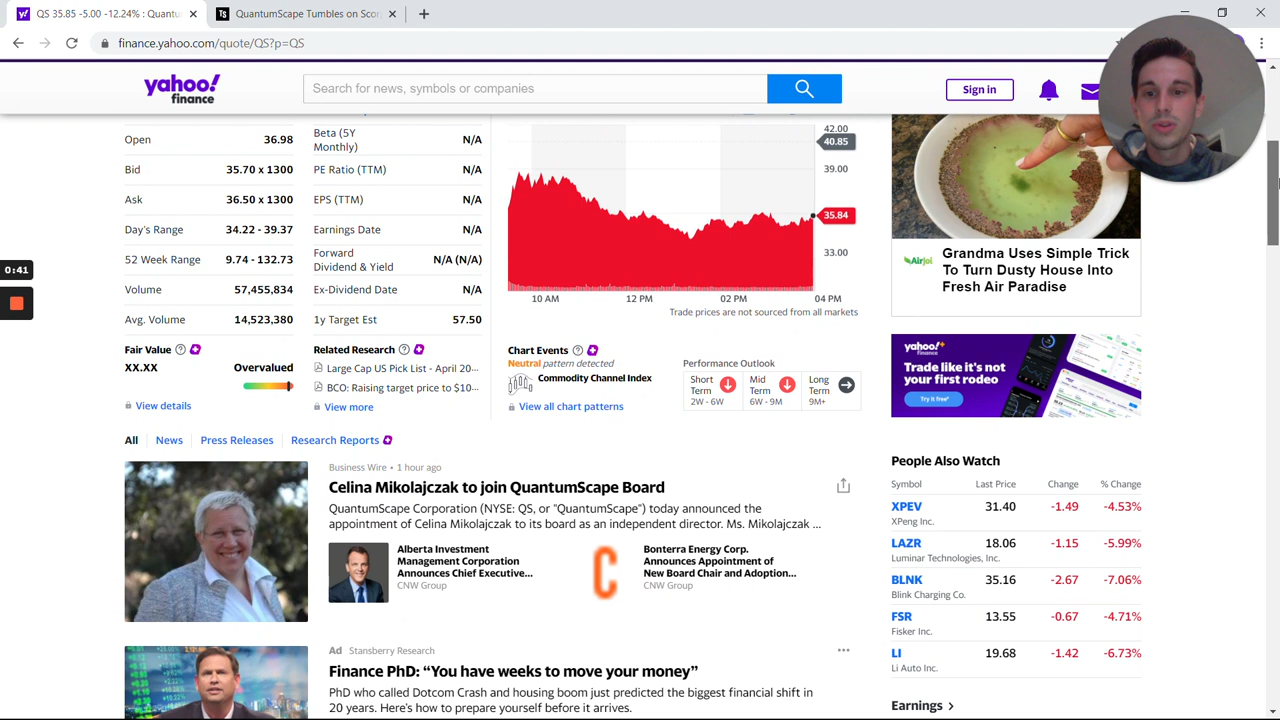 QS 35.85 -5.00 -12.24% : Quantu
QuantumScape Tumbles on Scor
finance.yahoo.com/quote/QS?p=QS
yahoo!
finance
Search for news, symbols or companies
Sign in
Open 36.98
Bid 35.70 x 1300
Ask 36.50 x 1300
Day's Range 34.22 - 39.37
52 Week Range 9.74 - 132.73
Volume 57,455,834
Avg. Volume 14,523,380
Beta (5Y
Monthly) N/A
PE Ratio (TTM) N/A
EPS (TTM) N/A
Earnings Date N/A
Forward
Dividend & Yield N/A (N/A)
Ex-Dividend Date N/A
1y Target Est 57.50
42.00
40.85
39.00
35.84
33.00
10 AM 12 PM 02 PM 04 PM
Trade prices are not sourced from all markets
0:41
Fair Value
XX.XX Overvalued
View details
Related Research
Large Cap US Pick List - April 20...
BCO: Raising target price to $10...
View more
Chart Events
Neutral pattern detected
Commodity Channel Index
View all chart patterns
Performance Outlook
Short
Term
2W - 6W
Mid
Term
6W - 9M
Long
Term
9M+
All News Press Releases Research Reports
Business Wire • 1 hour ago
Celina Mikolajczak to join QuantumScape Board
QuantumScape Corporation (NYSE: QS, or "QuantumScape") today announced the
appointment of Celina Mikolajczak to its board as an independent director. Ms. Mikolajczak ...
Alberta Investment
Management Corporation
Announces Chief Executive...
CNW Group
Bonterra Energy Corp.
Announces Appointment of
New Board Chair and Adoption...
CNW Group
Ad Stansberry Research
Finance PhD: “You have weeks to move your money”
PhD who called Dotcom Crash and housing boom just predicted the biggest financial shift in
20 years. Here's how to prepare yourself before it arrives.
Airjoi
Grandma Uses Simple Trick
To Turn Dusty House Into
Fresh Air Paradise
yahoo!+
finance
Trade like it's not
your first rodeo
Try it free*
People Also Watch
Symbol Last Price Change % Change
XPEV 31.40 -1.49 -4.53%
XPeng Inc.
LAZR 18.06 -1.15 -5.99%
Luminar Technologies, Inc.
BLNK 35.16 -2.67 -7.06%
Blink Charging Co.
FSR 13.55 -0.67 -4.71%
Fisker Inc.
LI 19.68 -1.42 -6.73%
Li Auto Inc.
Earnings